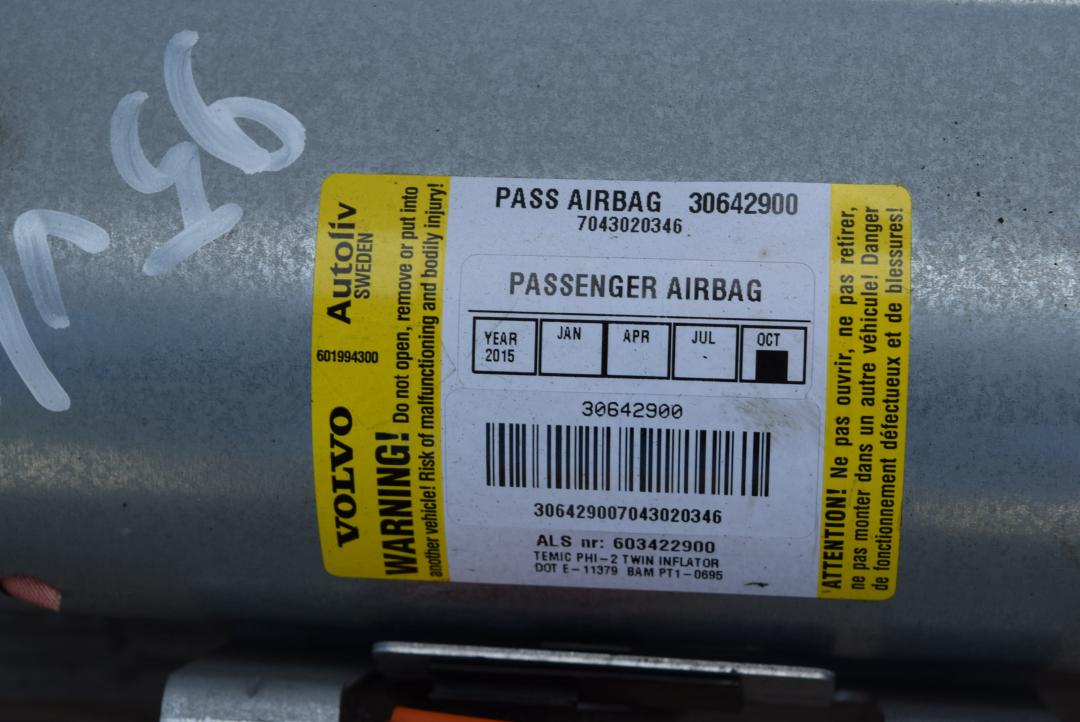 VOLVO 601994300 Autoliv
SWEDEN
WARNING! Do not open, remove or put into
another vehicle! Risk of malfunctioning and bodily injury!
PASS AIRBAG 30642900
7043020346
PASSENGER AIRBAG
YEAR 2015 JAN APR JUL OCT
30642900
306429007043020346
ALS nr: 603422900
TEMIC PHI-2 TWIN INFLATOR
DOT E-11379 BAM PT1-0695
ATTENTION! Ne pas ouvrir, ne pas retirer,
ne pas monter dans un autre véhicule! Danger
de fonctionnement défectueux et de blessures!